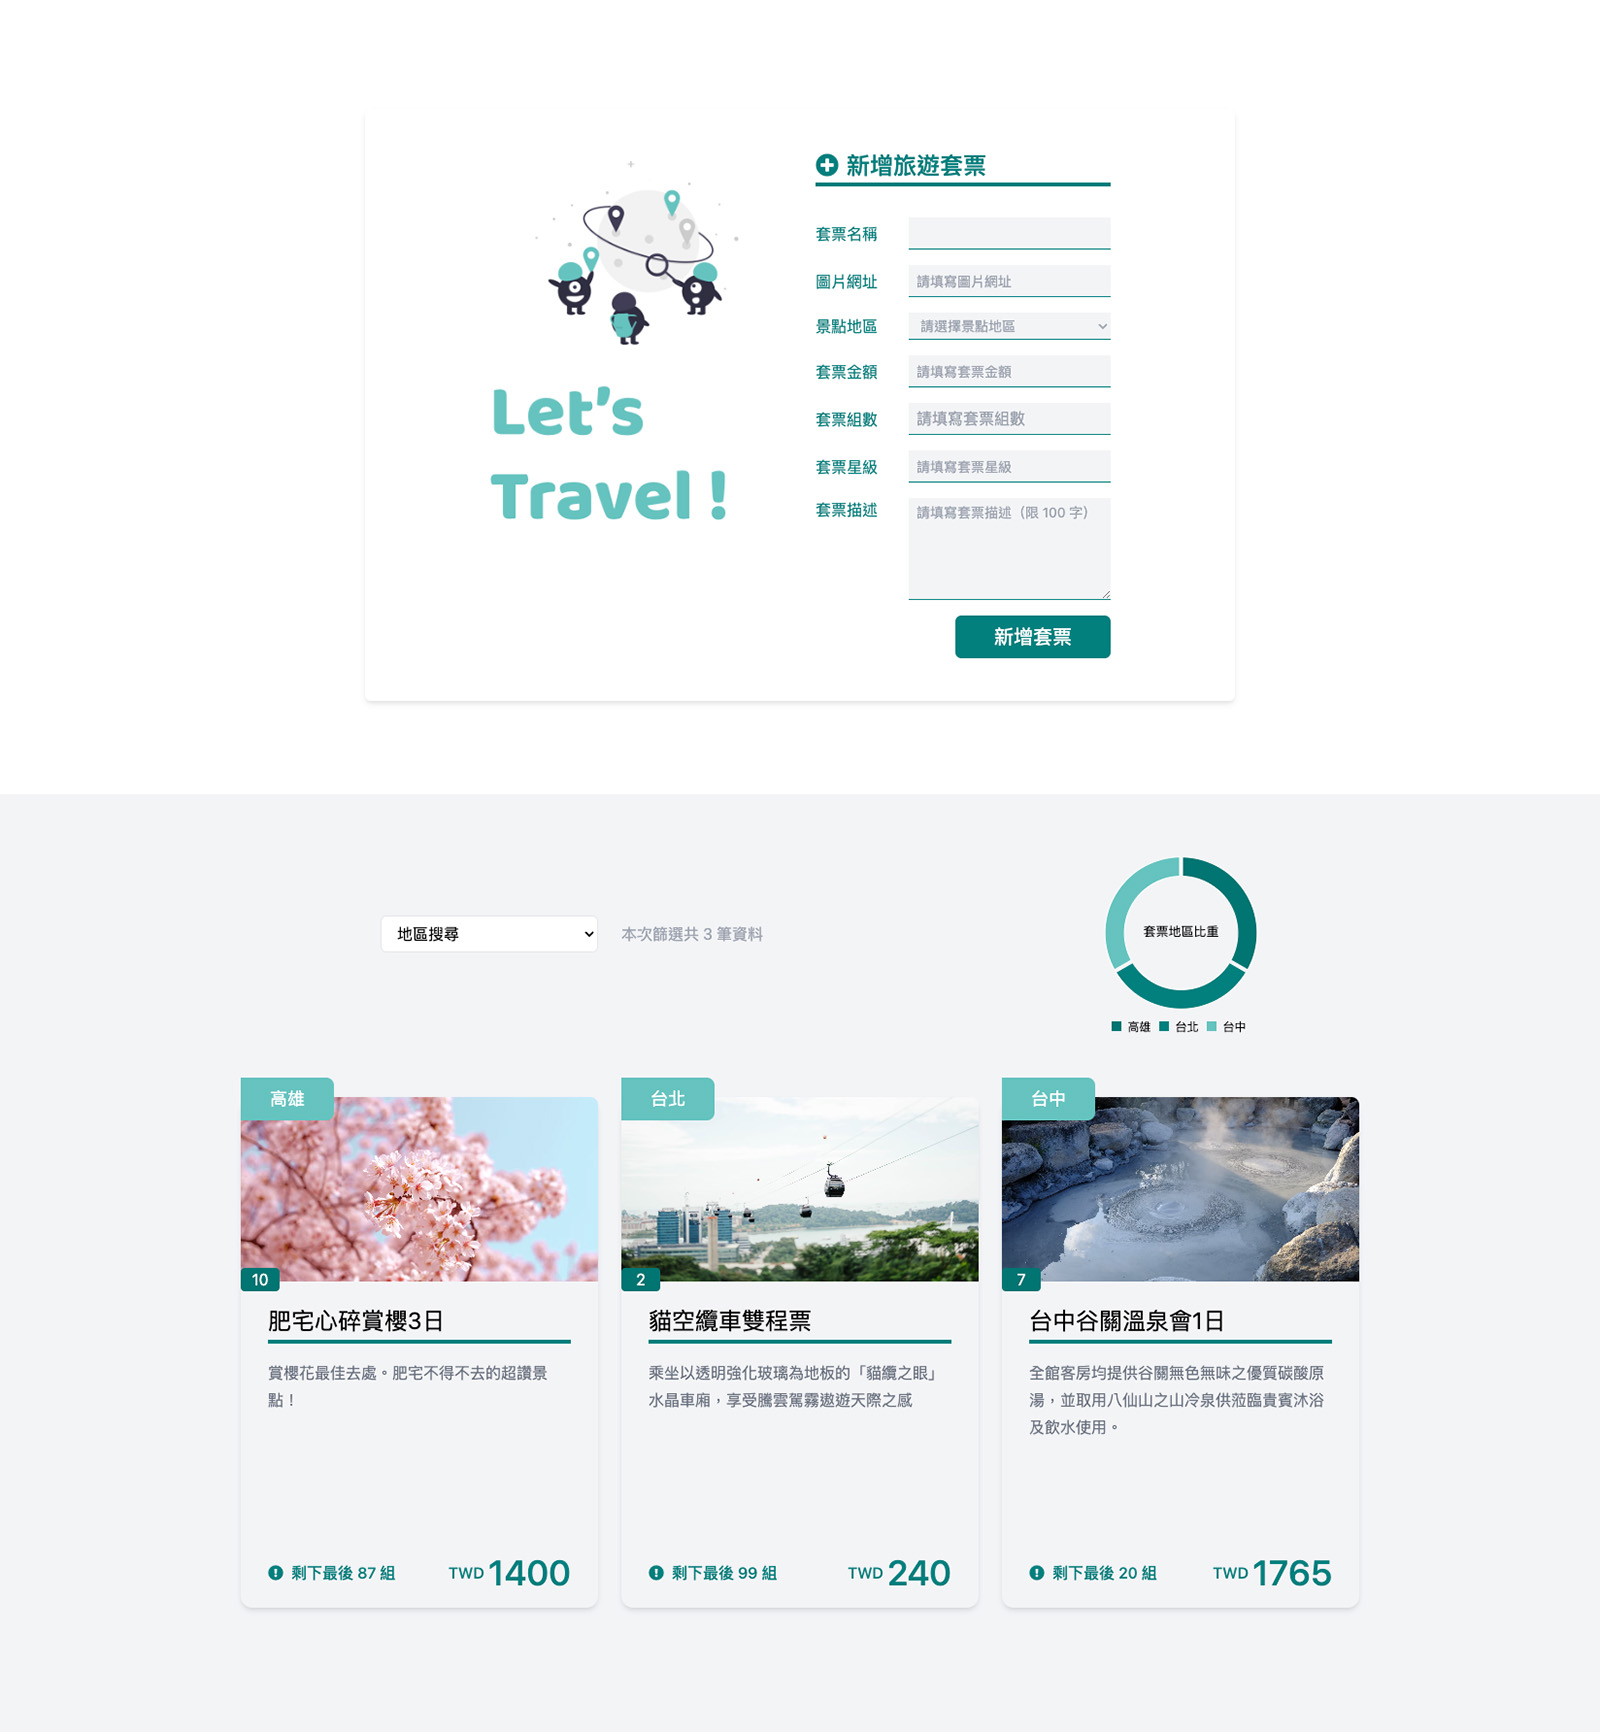 新增旅遊套票
Let's
Travel !
套票名稱
圖片網址
請填寫圖片網址
景點地區
請選擇景點地區
套票金額
請填寫套票金額
套票組數
請填寫套票組數
套票星級
請填寫套票星級
套票描述
請填寫套票描述（限 100 字）
新增套票
地區搜尋
本次篩選共 3 筆資料
套票地區比重
高雄 台北 台中
高雄
10
肥宅心碎賞櫻3日
賞櫻花最佳去處。肥宅不得不去的超讚景
點！
剩下最後 87 組
TWD 1400
台北
2
貓空纜車雙程票
乘坐以透明強化玻璃為地板的「貓纜之眼」
水晶車廂，享受騰雲駕霧遨遊天際之感
剩下最後 99 組
TWD 240
台中
7
台中谷關溫泉會1日
全館客房均提供谷關無色無味之優質碳酸原
湯，並取用八仙山之山冷泉供蒞臨貴賓沐浴
及飲水使用。
剩下最後 20 組
TWD 1765